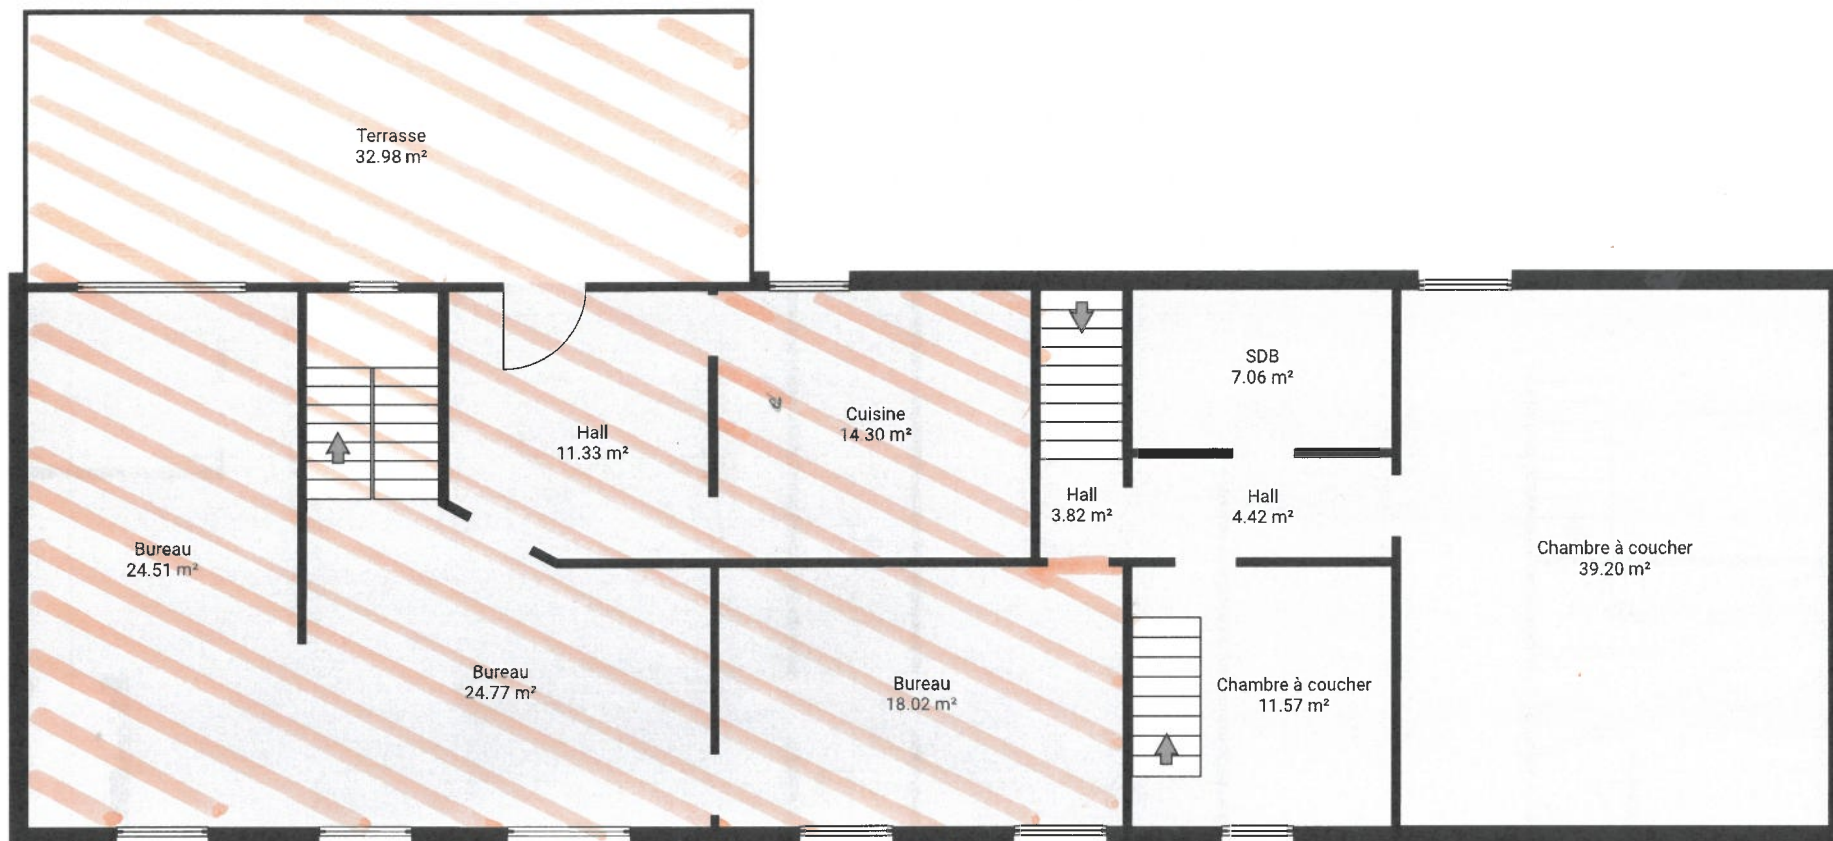 Terrasse
32.98 m²
Cuisine
14.30 m²
Hall
11.33 m²
SDB
7.06 m²
Hall
3.82 m²
Hall
4.42 m²
Bureau
24.51 m²
Chambre à coucher
39.20 m²
Bureau
24.77 m²
Bureau
18.02 m²
Chambre à coucher
11.57 m²